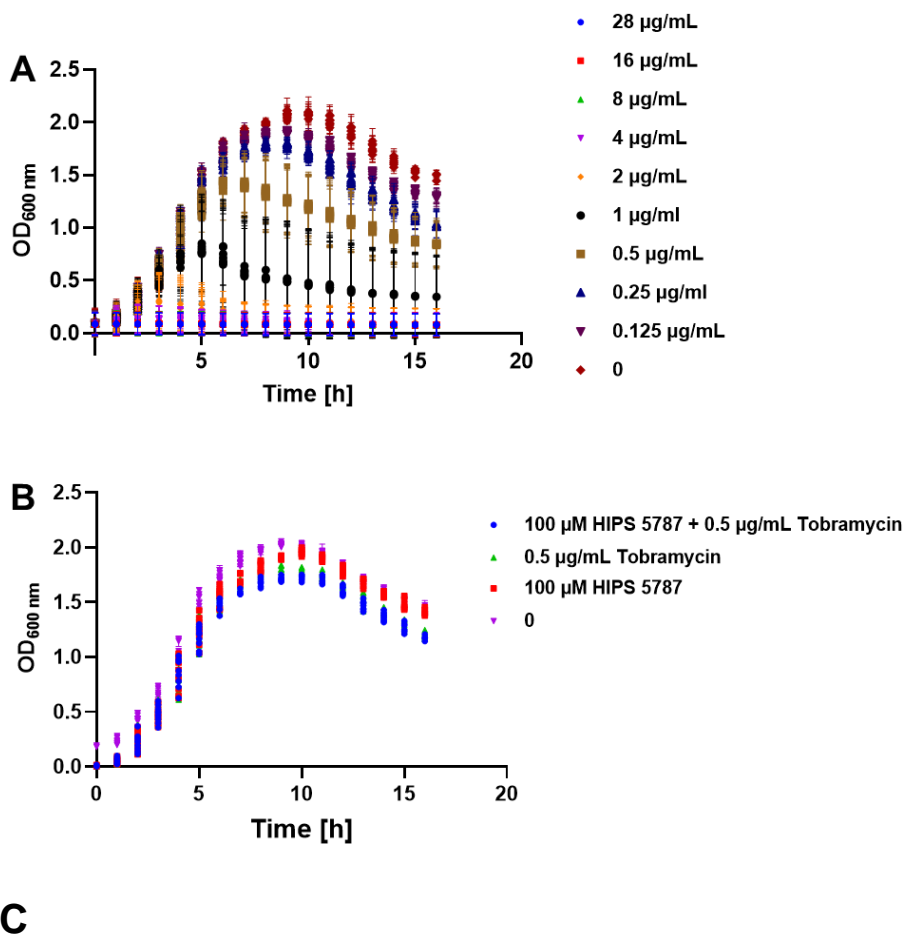 A
2.5
2.0
1.5
1.0
0.5
0.0
OD600 nm
5
10
15
20
Time [h]
28 µg/mL
16 µg/mL
8 µg/mL
4 µg/mL
2 µg/mL
1 µg/ml
0.5 µg/mL
0.25 µg/ml
0.125 µg/mL
0
B
2.5
2.0
1.5
1.0
0.5
0.0
OD600 nm
0
5
10
15
20
Time [h]
100 µM HIPS 5787 + 0.5 µg/mL Tobramycin
0.5 µg/mL Tobramycin
100 µM HIPS 5787
0
C